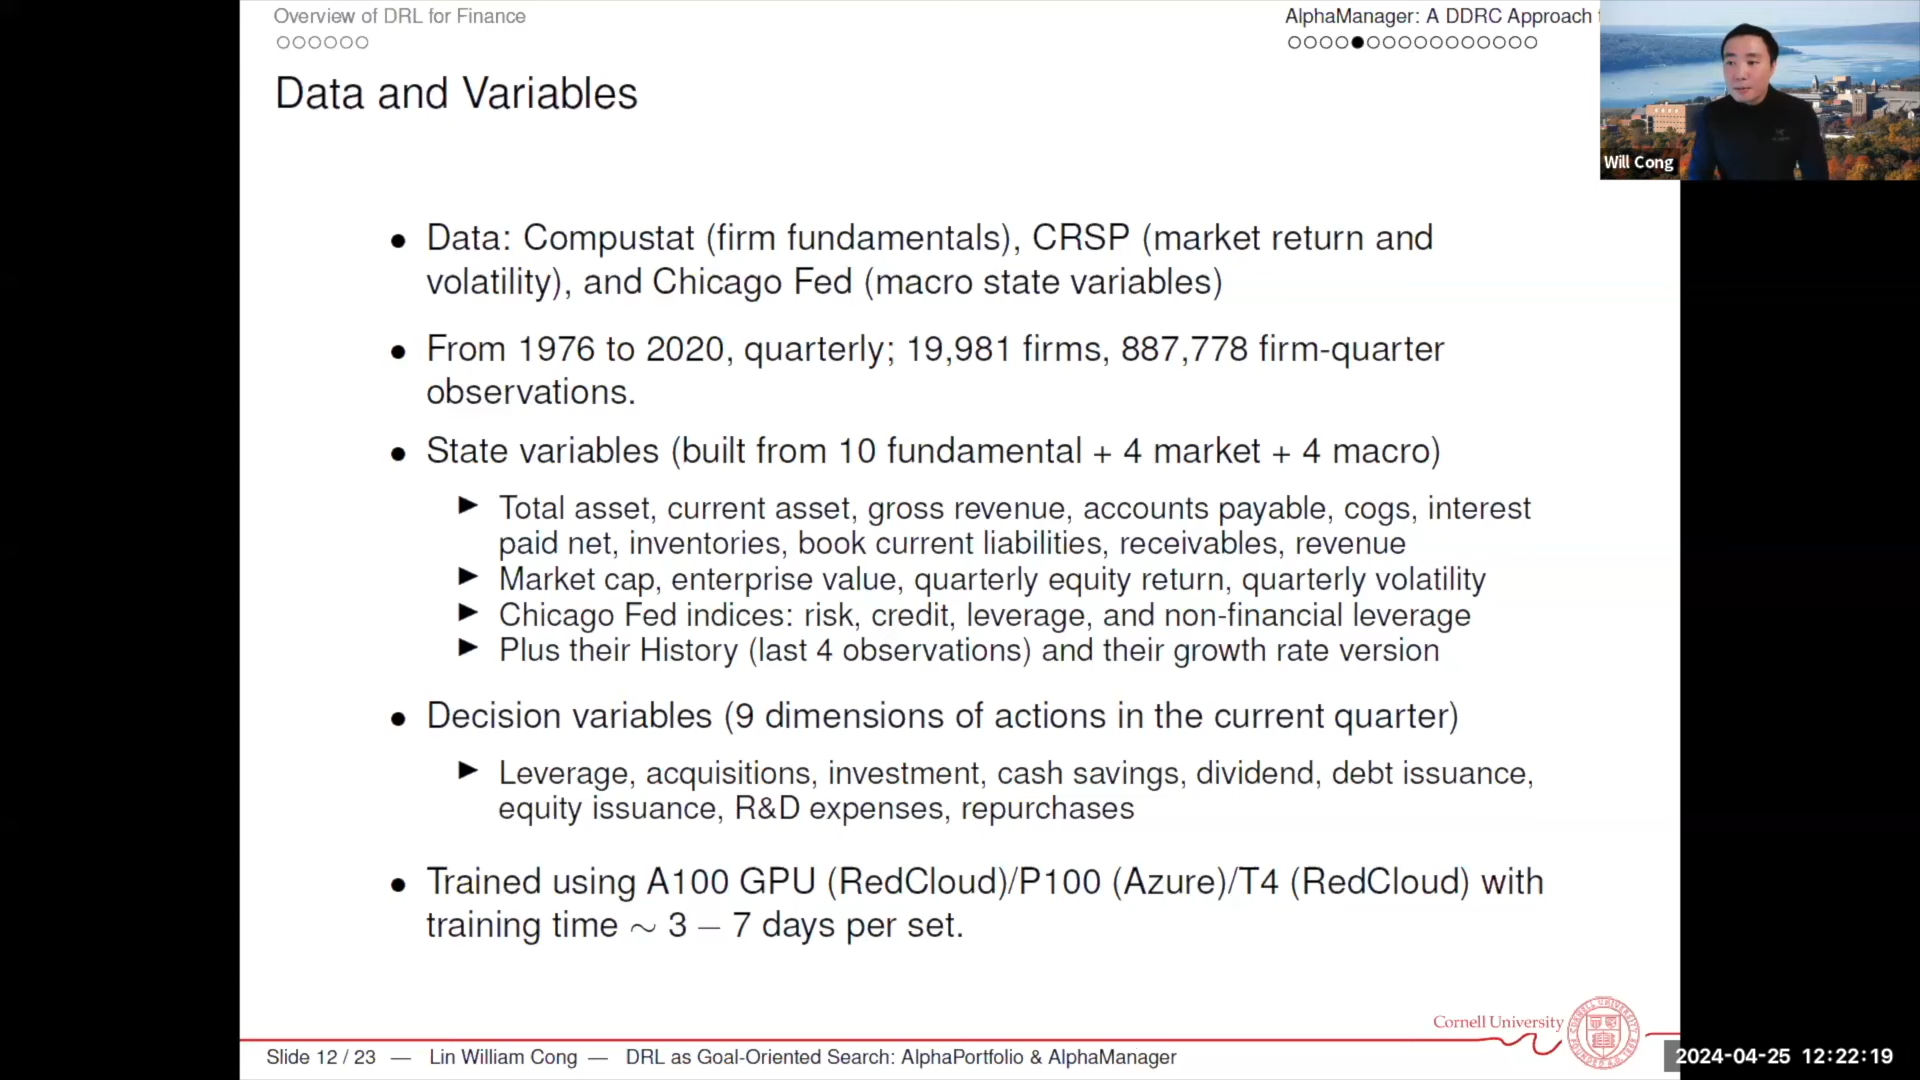 Overview of DRL for Finance
AlphaManager: A DDRC Approach
Data and Variables
Will Cong
• Data: Compustat (firm fundamentals), CRSP (market return and
volatility), and Chicago Fed (macro state variables)
• From 1976 to 2020, quarterly; 19,981 firms, 887,778 firm-quarter
observations.
• State variables (built from 10 fundamental + 4 market + 4 macro)
▶ Total asset, current asset, gross revenue, accounts payable, cogs, interest
paid net, inventories, book current liabilities, receivables, revenue
▶ Market cap, enterprise value, quarterly equity return, quarterly volatility
▶ Chicago Fed indices: risk, credit, leverage, and non-financial leverage
▶ Plus their History (last 4 observations) and their growth rate version
• Decision variables (9 dimensions of actions in the current quarter)
▶ Leverage, acquisitions, investment, cash savings, dividend, debt issuance,
equity issuance, R&D expenses, repurchases
• Trained using A100 GPU (RedCloud)/P100 (Azure)/T4 (RedCloud) with
training time ∼ 3 − 7 days per set.
Cornell University
Slide 12 / 23 — Lin William Cong — DRL as Goal-Oriented Search: AlphaPortfolio & AlphaManager
2024-04-25 12:22:19